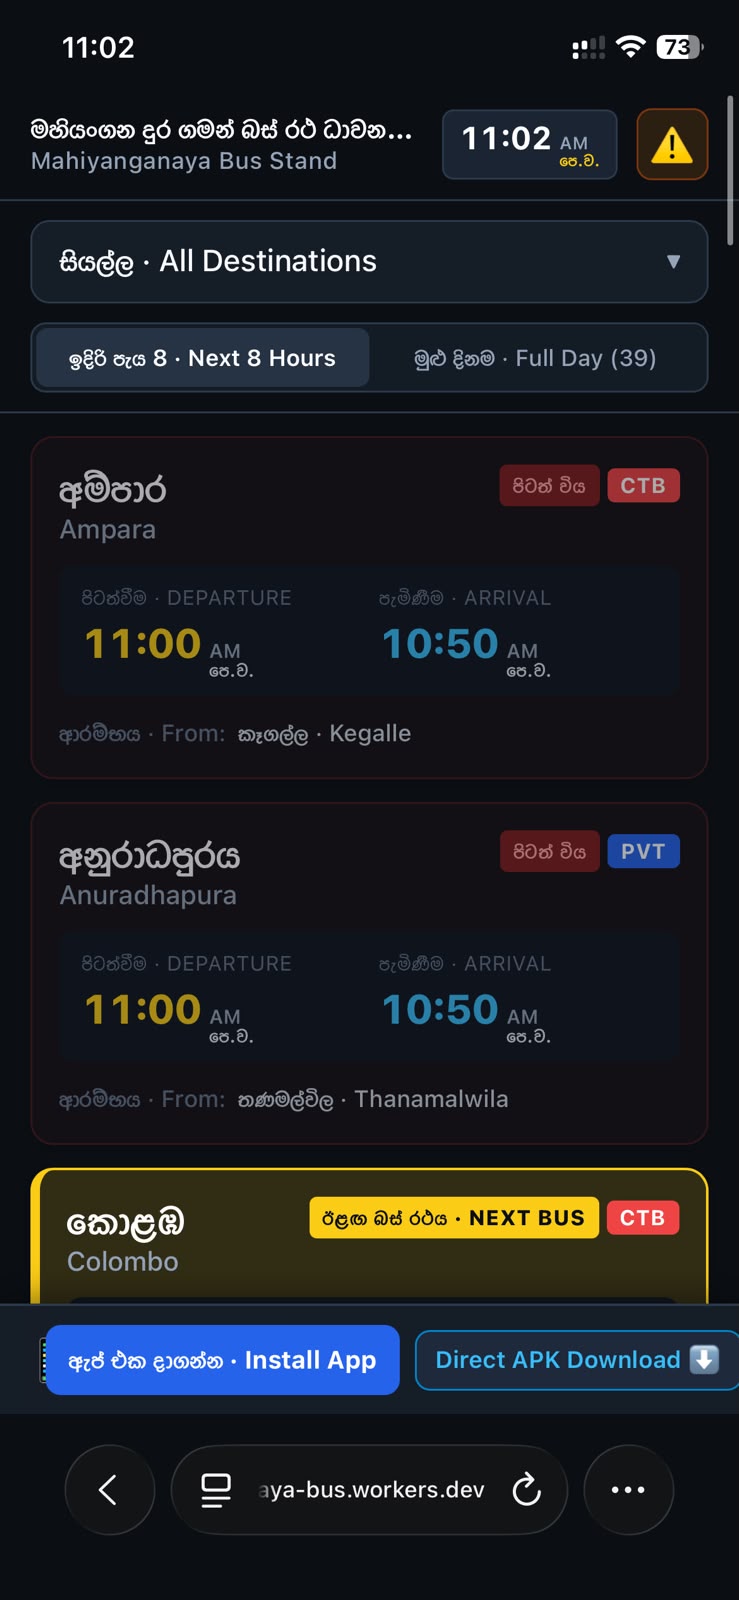 11:02
73
මහියංගන දුර ගමන් බස් රථ ධාවන...
Mahiyanganaya Bus Stand
11:02 AM
පෙ.ව.
සියල්ල · All Destinations
ඉදිරි පැය 8 · Next 8 Hours
මුළු දිනම · Full Day (39)
අම්පාර
පිටත් විය
CTB
Ampara
පිටත්වීම · DEPARTURE
පැමිණීම · ARRIVAL
11:00 AM
පෙ.ව.
10:50 AM
පෙ.ව.
ආරම්භය · From: කෑගල්ල · Kegalle
අනුරාධපුරය
පිටත් විය
PVT
Anuradhapura
පිටත්වීම · DEPARTURE
පැමිණීම · ARRIVAL
11:00 AM
පෙ.ව.
10:50 AM
පෙ.ව.
ආරම්භය · From: තණමල්විල · Thanamalwila
කොළඹ
ඊළඟ බස් රථය · NEXT BUS
CTB
Colombo
ඇප් එක දාගන්න · Install App
Direct APK Download
aya-bus.workers.dev